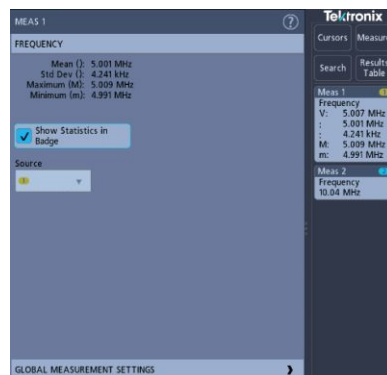 MEAS 1
?
FREQUENCY
Mean (): 5.001 MHz
Std Dev (): 4.241 kHz
Maximum (M): 5.009 MHz
Minimum (m): 4.991 MHz
Show Statistics in
Badge
Source
1
GLOBAL MEASUREMENT SETTINGS
Tektronix
Cursors
Measure
Search
Results
Table
Meas 1
1
Frequency
V: 5.007 MHz
: 5.001 MHz
: 4.241 kHz
M: 5.009 MHz
m: 4.991 MHz
Meas 2
2
Frequency
10.04 MHz